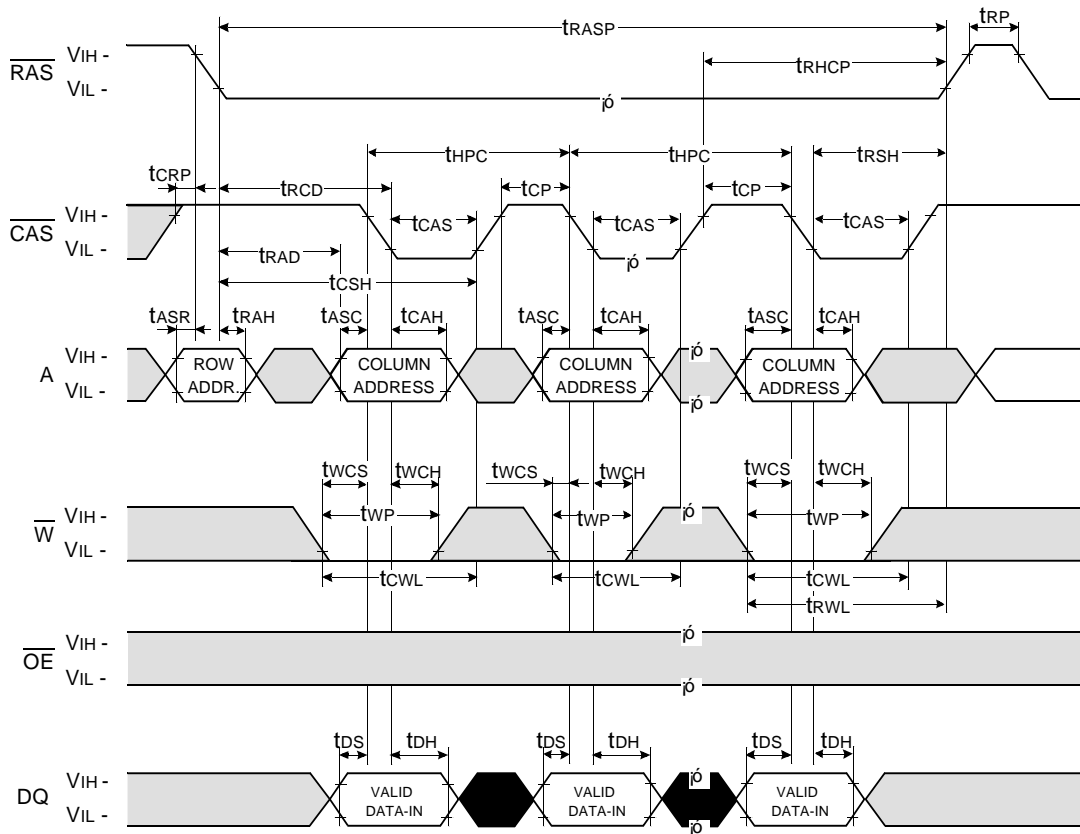 tRASP
tRP
RAS
VIH -
VIL -
tRHCP
¡ó
tHPC
tHPC
tRSH
tCRP
tRCD
tCP
tCP
CAS
VIH -
VIL -
tCAS
tCAS
tCAS
tRAD
¡ó
tCSH
tASR
tRAH
tASC
tCAH
tASC
tCAH
tASC
tCAH
A
VIH -
VIL -
ROW
ADDR.
COLUMN
ADDRESS
COLUMN
ADDRESS
¡ó
¡ó
COLUMN
ADDRESS
tWCS
tWCH
tWCS
tWCH
tWCS
tWCH
W
VIH -
VIL -
tWP
tWP
¡ó
tWP
tCWL
tCWL
tCWL
tRWL
OE
VIH -
VIL -
¡ó
¡ó
tDS
tDH
tDS
tDH
tDS
tDH
DQ
VIH -
VIL -
VALID
DATA-IN
VALID
DATA-IN
¡ó
¡ó
VALID
DATA-IN